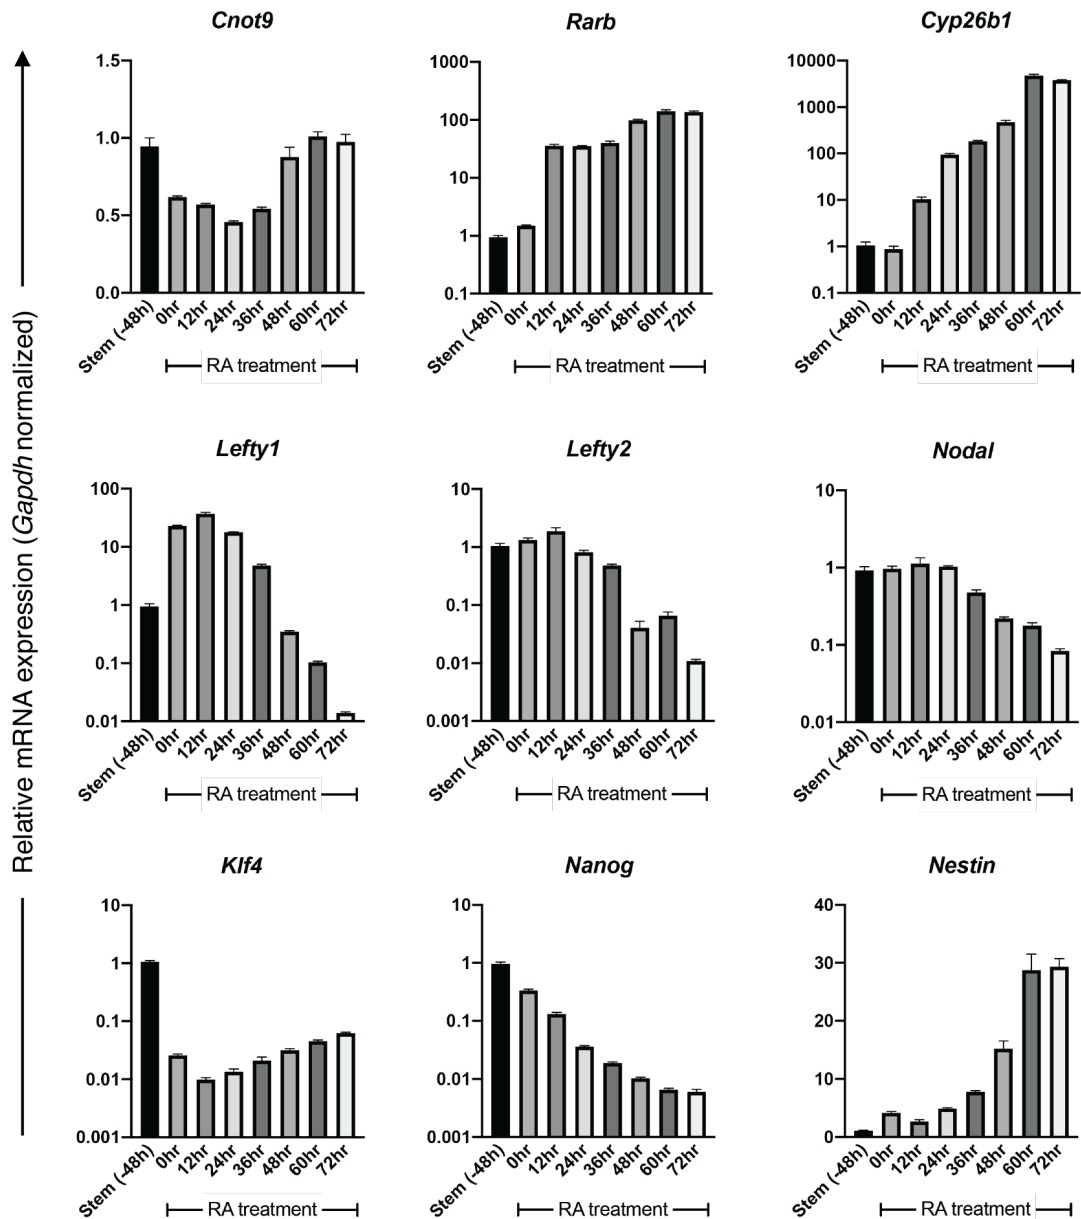 Relative mRNA expression (Gapdh normalized)
Cnot9
1.5
1.0
0.5
0.0
Stem (-48h) 0hr 12hr 24hr 36hr 48hr 60hr 72hr
RA treatment
Rarb
1000
100
10
1
0.1
Stem (-48h) 0hr 12hr 24hr 36hr 48hr 60hr 72hr
RA treatment
Cyp26b1
10000
1000
100
10
1
0.1
Stem (-48h) 0hr 12hr 24hr 36hr 48hr 60hr 72hr
RA treatment
Lefty1
100
10
1
0.1
0.01
Stem (-48h) 0hr 12hr 24hr 36hr 48hr 60hr 72hr
RA treatment
Lefty2
10
1
0.1
0.01
0.001
Stem (-48h) 0hr 12hr 24hr 36hr 48hr 60hr 72hr
RA treatment
Nodal
10
1
0.1
0.01
Stem (-48h) 0hr 12hr 24hr 36hr 48hr 60hr 72hr
RA treatment
Klf4
10
1
0.1
0.01
0.001
Stem (-48h) 0hr 12hr 24hr 36hr 48hr 60hr 72hr
RA treatment
Nanog
10
1
0.1
0.01
0.001
Stem (-48h) 0hr 12hr 24hr 36hr 48hr 60hr 72hr
RA treatment
Nestin
40
30
20
10
0
Stem (-48h) 0hr 12hr 24hr 36hr 48hr 60hr 72hr
RA treatment